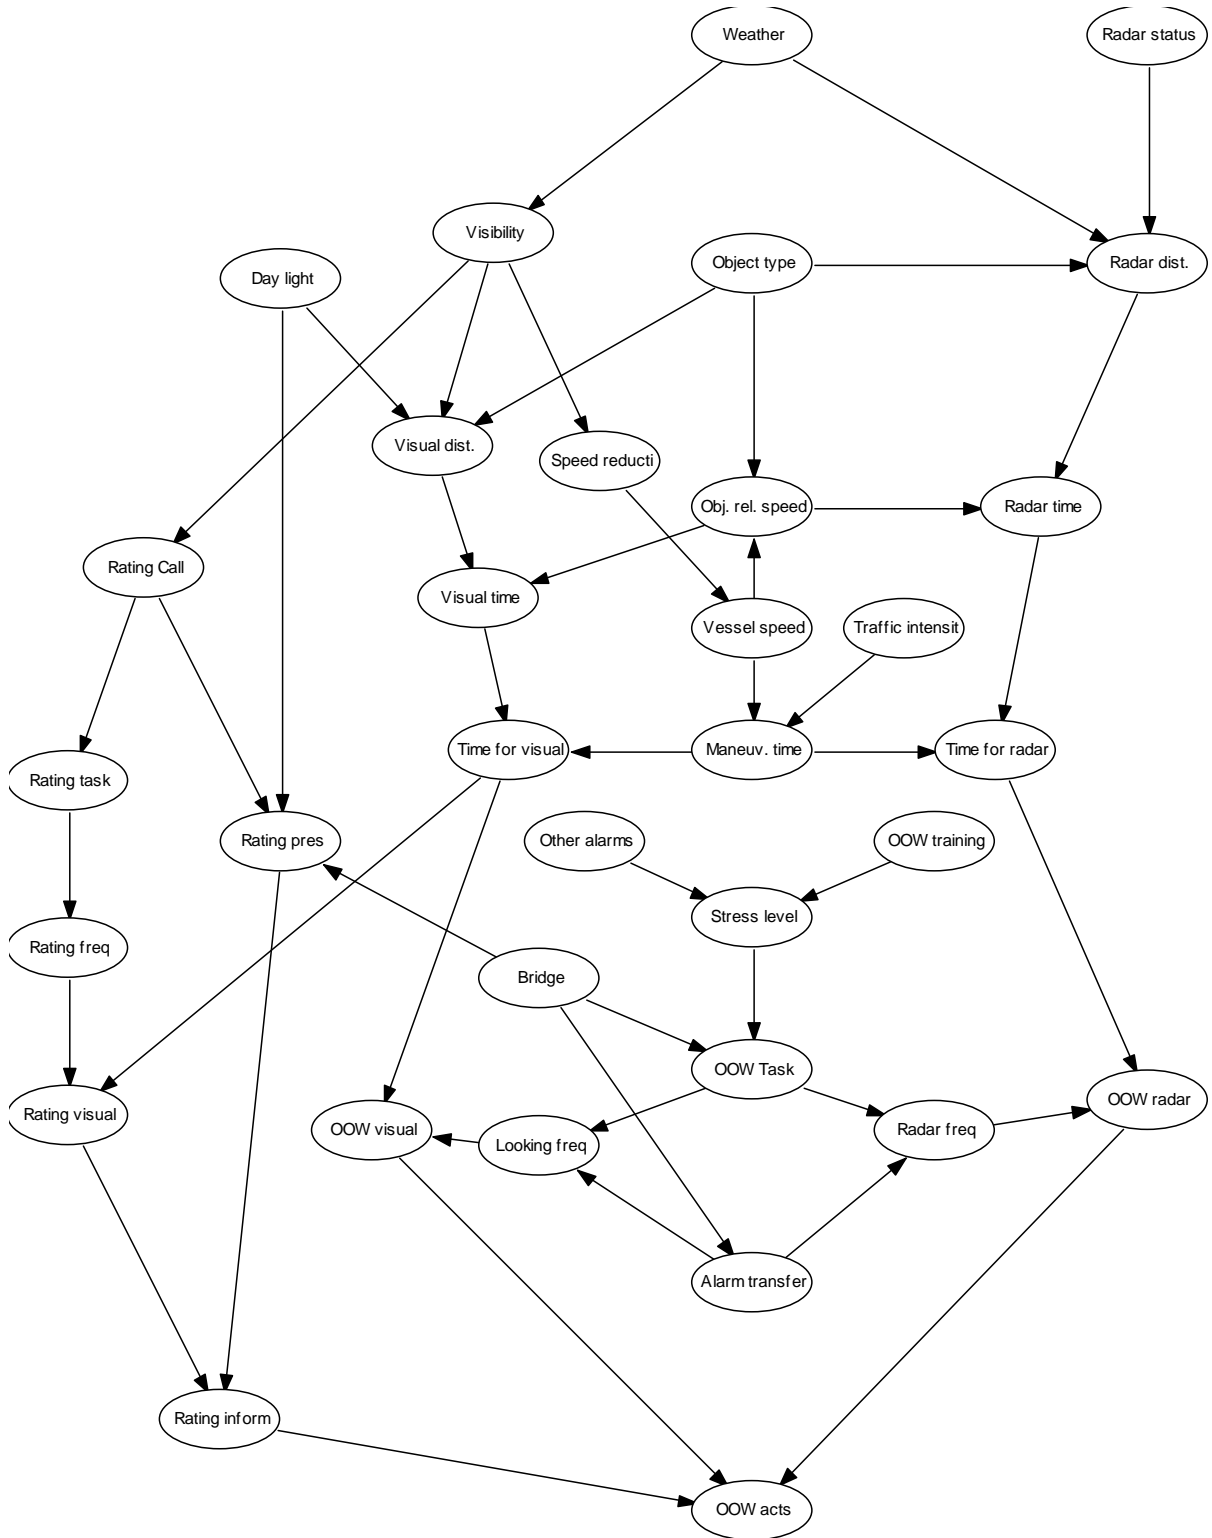 Weather
Radar status
Visibility
Object type
Radar dist.
Day light
Visual dist.
Speed reducti
Obj. rel. speed
Radar time
Rating Call
Visual time
Vessel speed
Traffic intensit
Time for visual
Maneuv. time
Time for radar
Rating task
Rating pres
Other alarms
OOW training
Stress level
Rating freq
Bridge
OOW Task
Rating visual
OOW visual
Looking freq
Radar freq
OOW radar
Alarm transfer
Rating inform
OOW acts